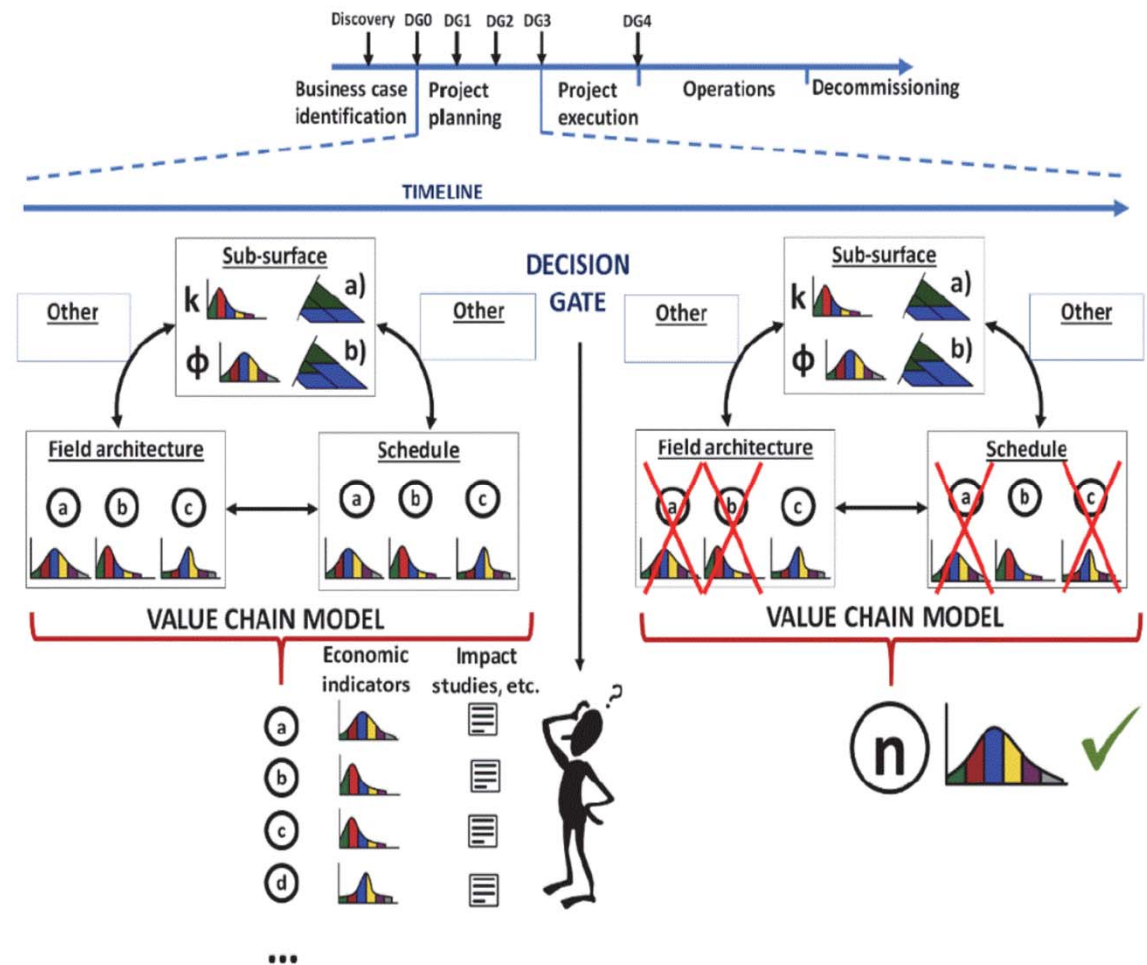 Discovery DG0 DG1 DG2 DG3 DG4
Business case identification
Project planning
Project execution
Operations
Decommissioning
TIMELINE
Sub-surface
k
a)
ϕ
b)
Other
Other
Field architecture
a b c
Schedule
a b c
VALUE CHAIN MODEL
Economic indicators
Impact studies, etc.
a
b
c
d
...
DECISION
GATE
?
Sub-surface
k
a)
ϕ
b)
Other
Other
Field architecture
a b c
Schedule
a b c
VALUE CHAIN MODEL
n